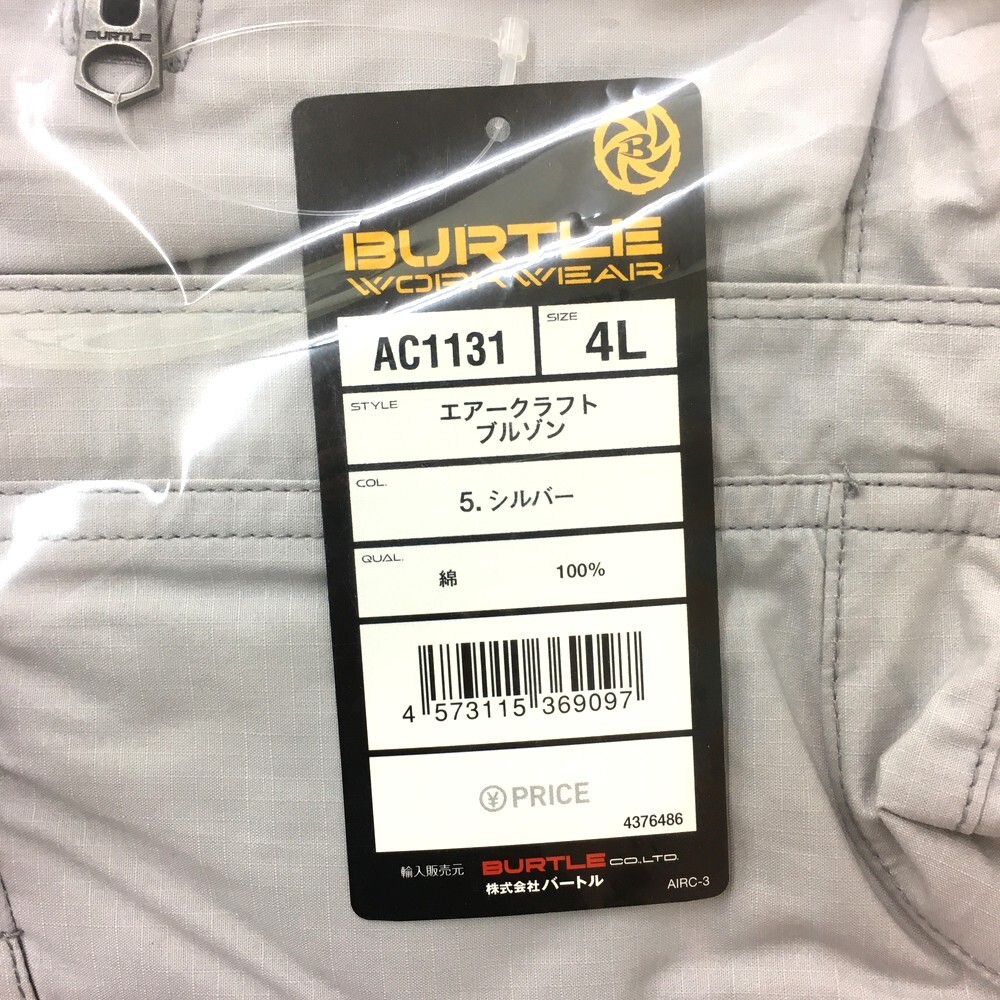 BURTLE
B
BURTLE
WORKWEAR
AC1131
SIZE
4L
STYLE
エアークラフト
ブルゾン
COL.
5. シルバー
QUAL.
綿 100%
4 573115 369097
¥ PRICE
4376486
輸入販売元 BURTLE CO.LTD.
株式会社バートル
AIRC-3